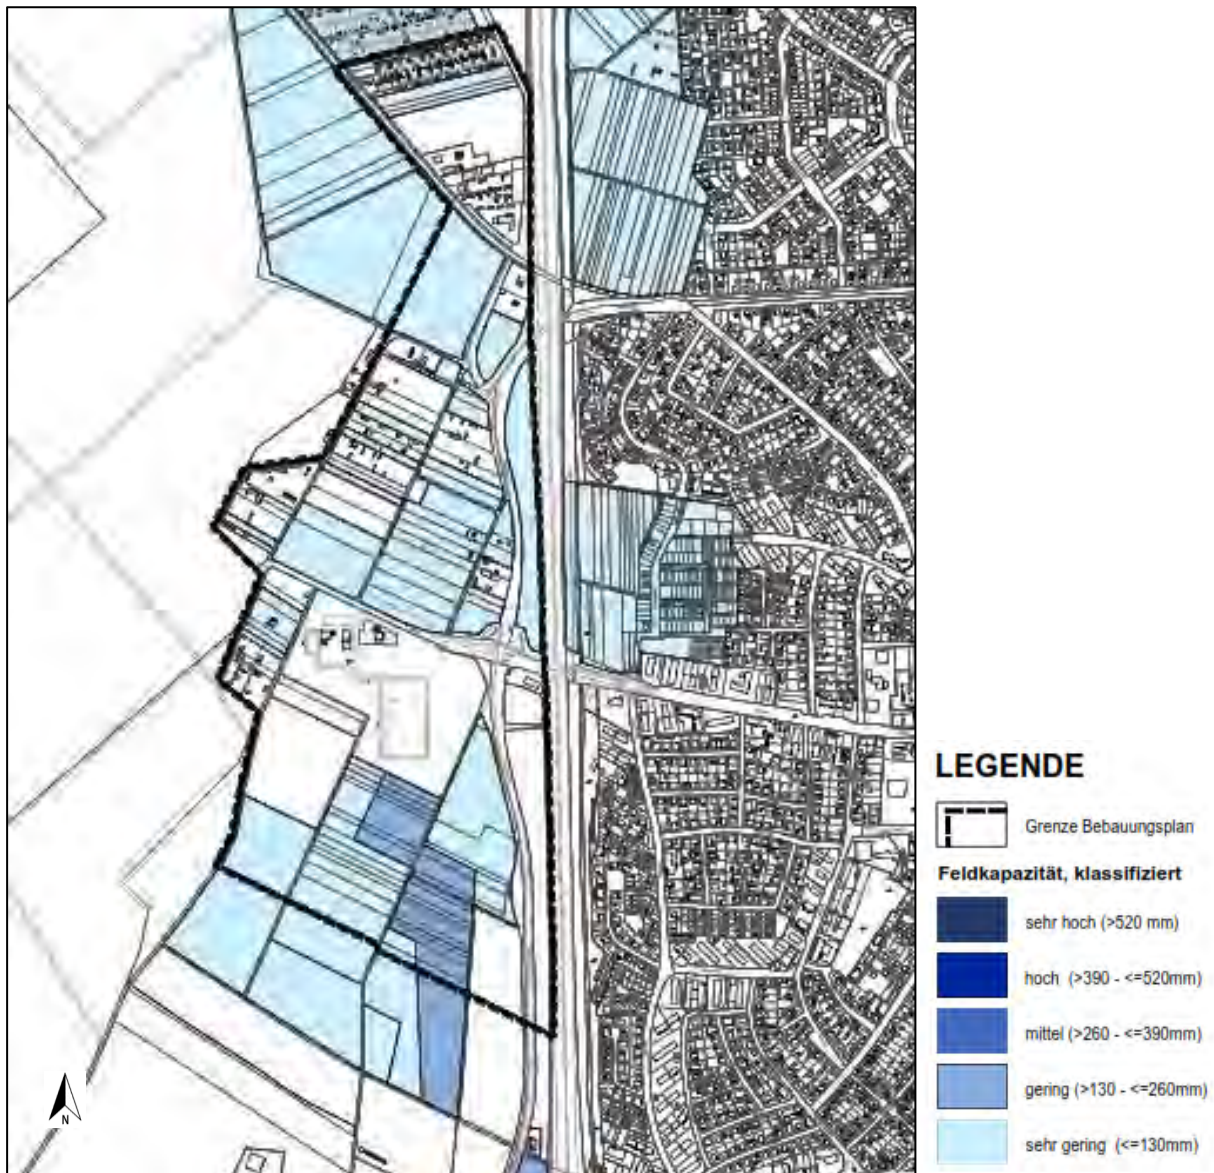 LEGENDE
Grenze Bebauungsplan
Feldkapazität, klassifiziert
sehr hoch (>520 mm)
hoch (>390 - <=520mm)
mittel (>260 - <=390mm)
gering (>130 - <=260mm)
sehr gering (<=130mm)
N